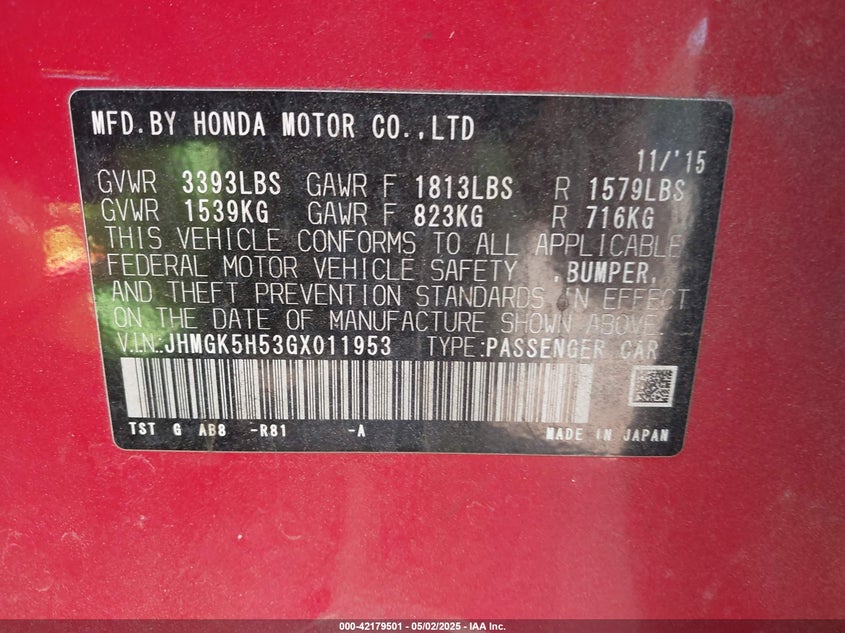 MFD.BY HONDA MOTOR CO.,LTD
11/'15
GVWR 3393LBS GAWR F 1813LBS R 1579LBS
GVWR 1539KG GAWR F 823KG R 716KG
THIS VEHICLE CONFORMS TO ALL APPLICABLE
FEDERAL MOTOR VEHICLE SAFETY ,BUMPER,
AND THEFT PREVENTION STANDARDS IN EFFECT
ON THE DATE OF MANUFACTURE SHOWN ABOVE.
V.I.N.:JHMGK5H53GX011953 TYPE:PASSENGER CAR
TST G AB8 -R81 -A MADE IN JAPAN
000-42179501 - 05/02/2025 - IAA Inc.